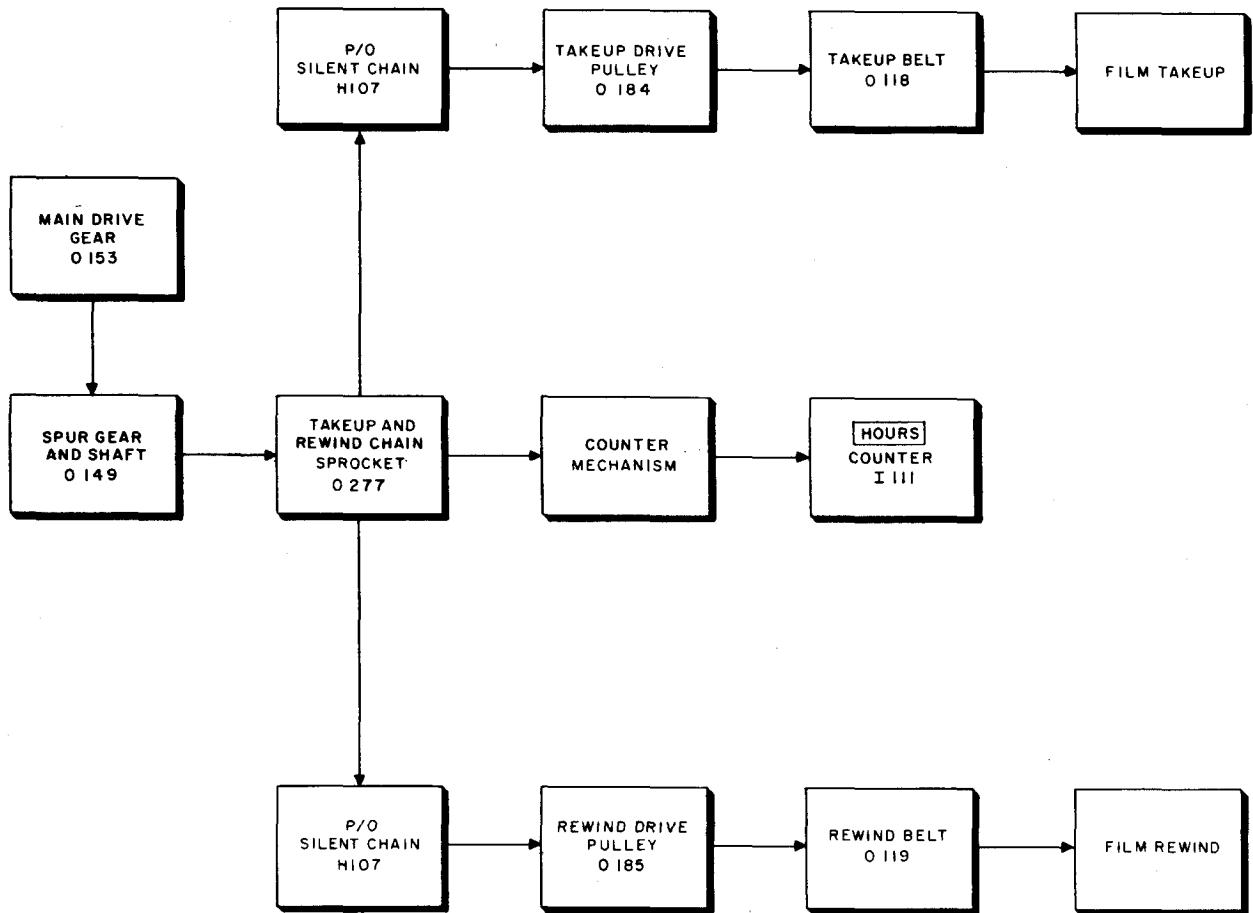 P/O
SILENT CHAIN
H107
TAKEUP DRIVE
PULLEY
O 184
TAKEUP BELT
O 118
FILM TAKEUP
MAIN DRIVE
GEAR
O 153
SPUR GEAR
AND SHAFT
O 149
TAKEUP AND
REWIND CHAIN
SPROCKET
O 277
COUNTER
MECHANISM
HOURS
COUNTER
I 111
P/O
SILENT CHAIN
H107
REWIND DRIVE
PULLEY
O 185
REWIND BELT
O 119
FILM REWIND